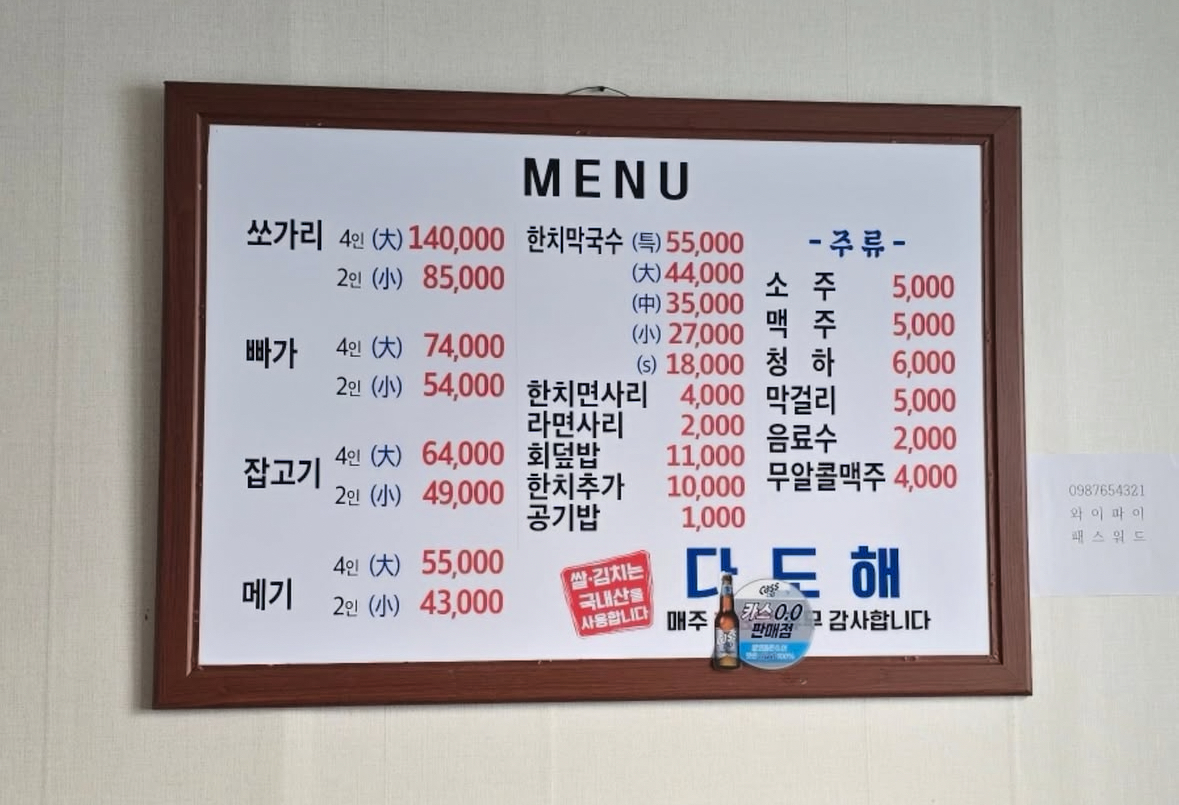 MENU
쏘가리 4인 (大) 140,000
2인 (小) 85,000
빠가 4인 (大) 74,000
2인 (小) 54,000
잡고기 4인 (大) 64,000
2인 (小) 49,000
메기 4인 (大) 55,000
2인 (小) 43,000
한치막국수 (特) 55,000
(大) 44,000
(中) 35,000
(小) 27,000
(s) 18,000
한치면사리 4,000
라면사리 2,000
회덮밥 11,000
한치추가 10,000
공기밥 1,000
-주류-
소 주 5,000
맥 주 5,000
청 하 6,000
막걸리 5,000
음료수 2,000
무알콜맥주 4,000
쌀·김치는
국내산을
사용합니다
다도해
매주 감사합니다
Cass
카스 0.0
판매점
Cass
0987654321
와이파이
패스워드